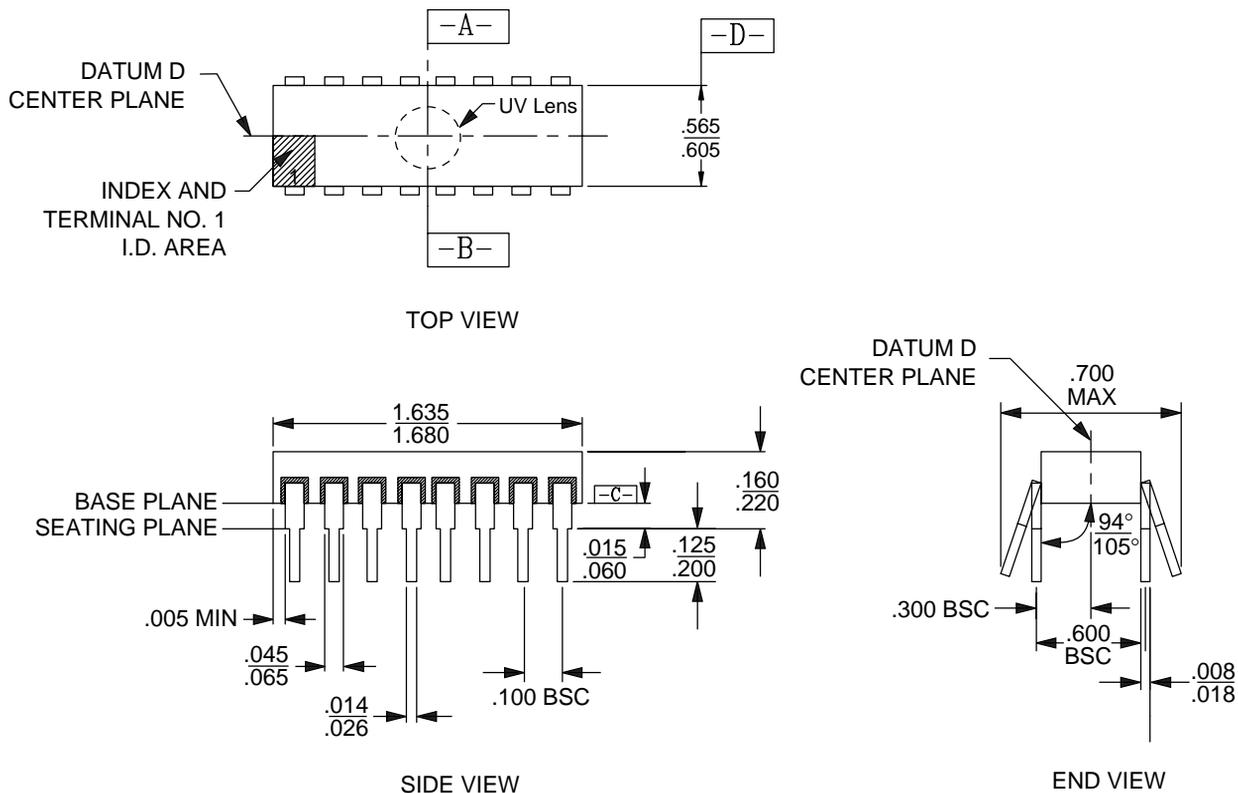 -A-
-D-
DATUM D
CENTER PLANE
UV Lens
.565
.605
INDEX AND
TERMINAL NO. 1
I.D. AREA
1
-B-
TOP VIEW
DATUM D
CENTER PLANE
.700
MAX
1.635
1.680
BASE PLANE
SEATING PLANE
-C-
.160
.220
.015
.060
.125
.200
94°
105°
.005 MIN
.300 BSC
.045
.065
.600
BSC
.100 BSC
.014
.026
.008
.018
SIDE VIEW
END VIEW